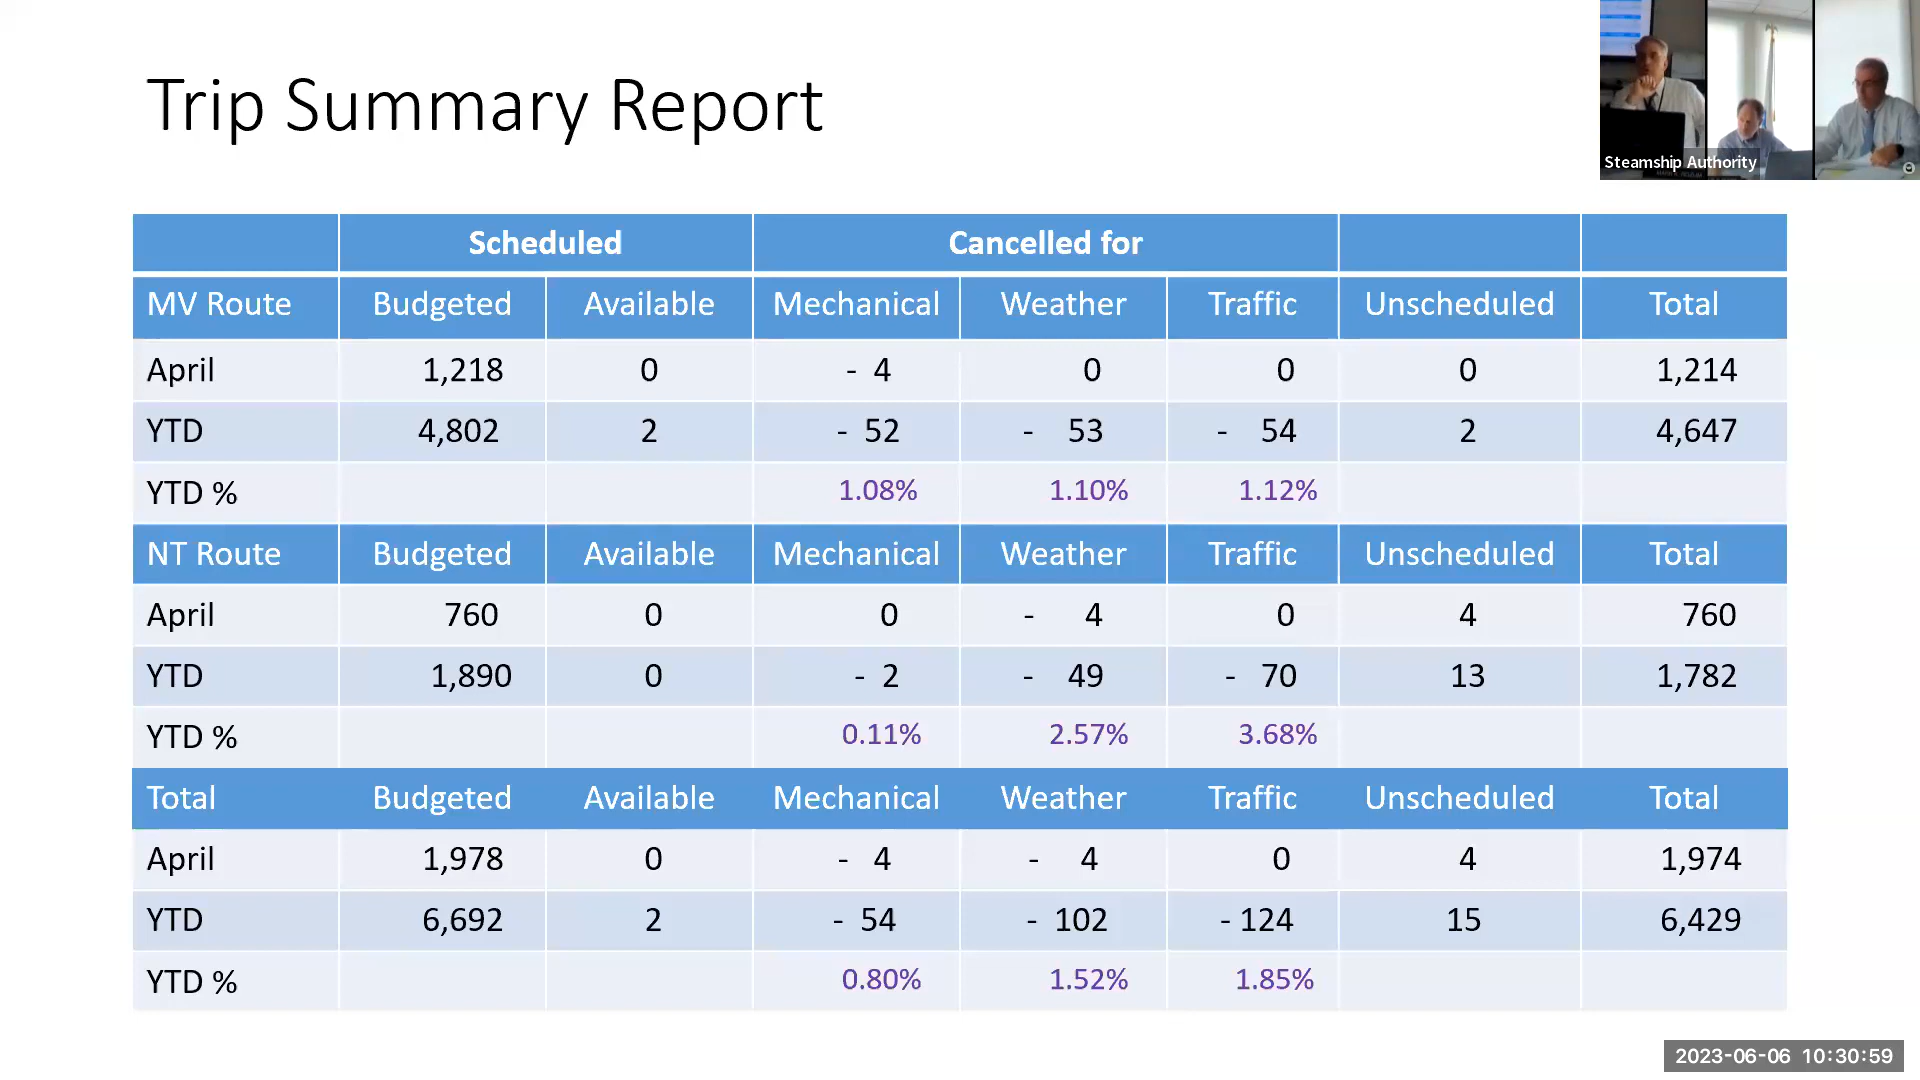 Trip Summary Report
Steamship Authority
Scheduled Cancelled for
MV Route Budgeted Available Mechanical Weather Traffic Unscheduled Total
April 1,218 0 - 4 0 0 0 1,214
YTD 4,802 2 - 52 - 53 - 54 2 4,647
YTD % 1.08% 1.10% 1.12%
NT Route Budgeted Available Mechanical Weather Traffic Unscheduled Total
April 760 0 0 - 4 0 4 760
YTD 1,890 0 - 2 - 49 - 70 13 1,782
YTD % 0.11% 2.57% 3.68%
Total Budgeted Available Mechanical Weather Traffic Unscheduled Total
April 1,978 0 - 4 - 4 0 4 1,974
YTD 6,692 2 - 54 - 102 - 124 15 6,429
YTD % 0.80% 1.52% 1.85%
2023-06-06 10:30:59